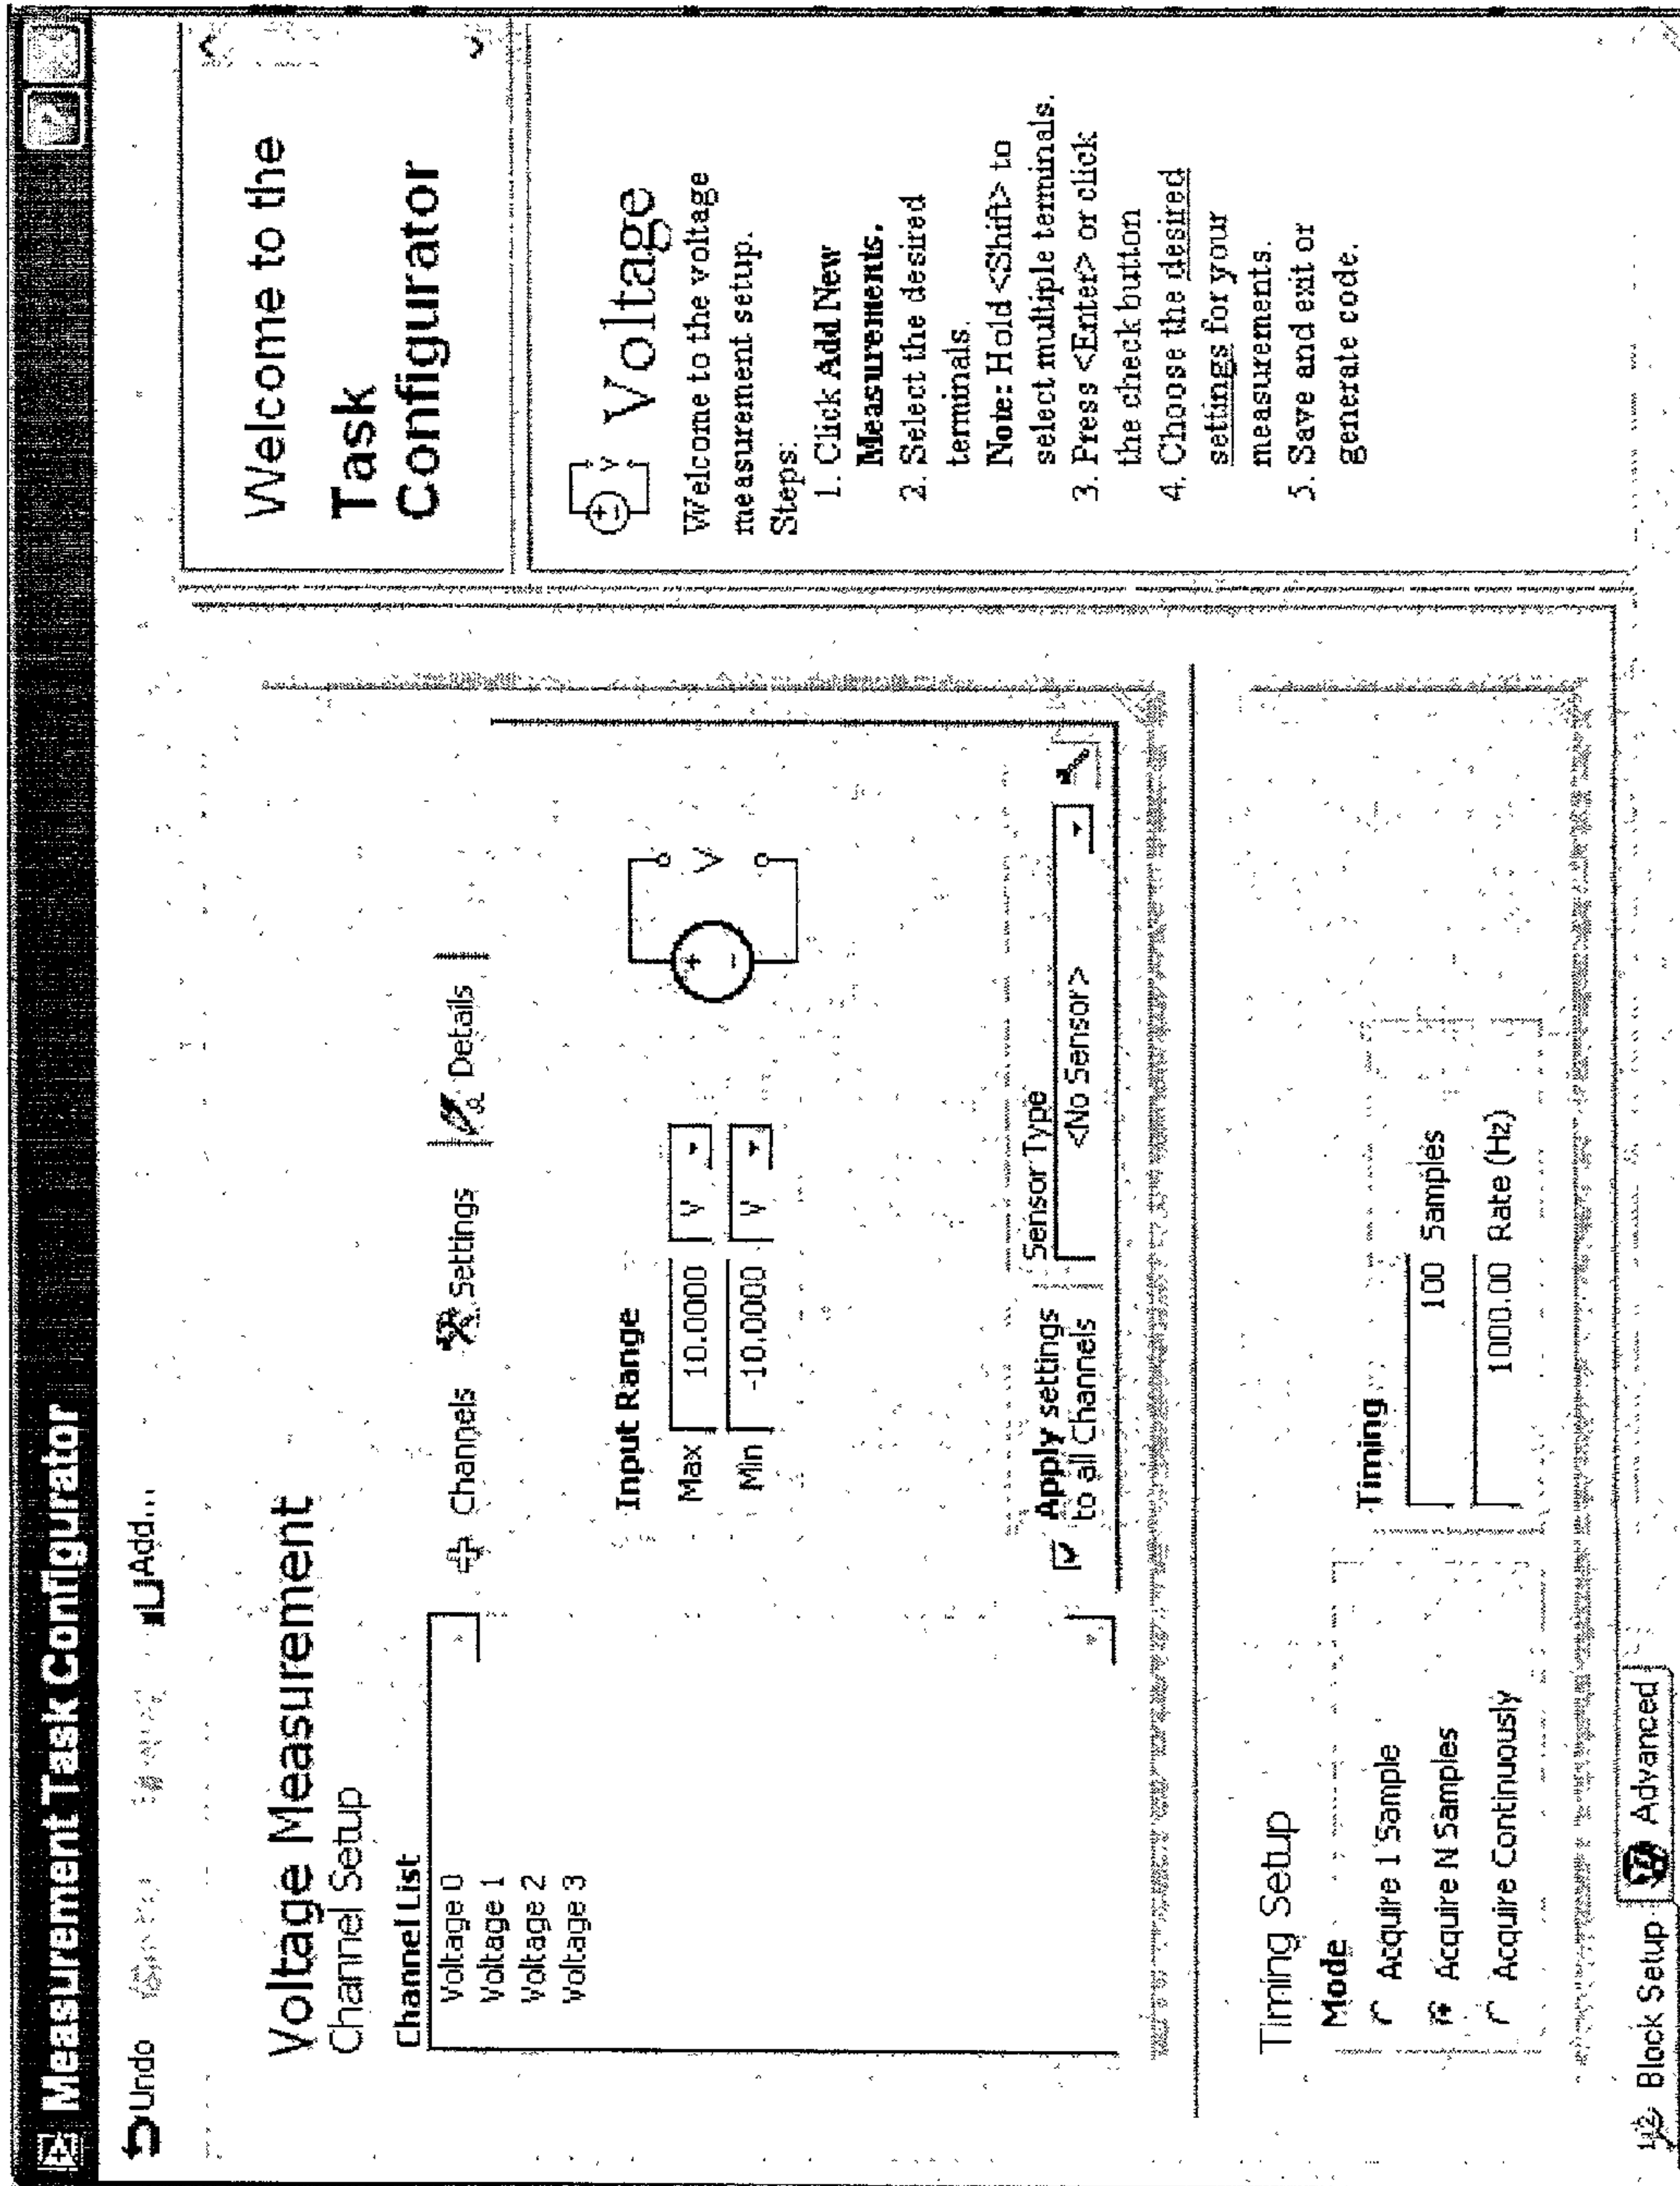 Measurement Task Configurator
Undo
Add...
Voltage Measurement
Channel Setup
Channel List
Voltage 0
Voltage 1
Voltage 2
Voltage 3
Channels
Settings
Details
Input Range
Max 10.0000 V
Min -10.0000 V
V
+
-
Apply settings
to all Channels
Sensor Type
<No Sensor>
Timing Setup
Mode
Acquire 1 Sample
Acquire N Samples
Acquire Continuously
Timing
100 Samples
1000.00 Rate (Hz)
Block Setup
Advanced
Welcome to the
Task
Configurator
Voltage
Welcome to the voltage
measurement setup.
Steps:
1. Click Add New
Measurements.
2. Select the desired
terminals.
Note: Hold <Shift> to
select multiple terminals.
3. Press <Enter> or click
the check button
4. Choose the desired
settings for your
measurements.
5. Save and exit or
generate code.